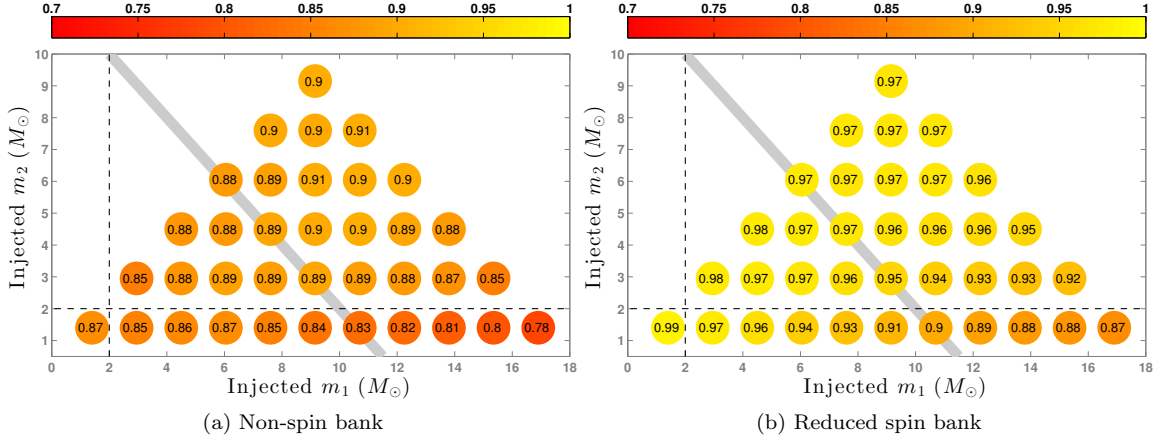 0.7 0.75 0.8 0.85 0.9 0.95 1
10
9
0.9
8
0.9 0.9 0.91
7
6
0.88 0.89 0.91 0.9 0.9
5
0.88 0.88 0.89 0.9 0.9 0.89 0.88
4
3
0.85 0.88 0.89 0.89 0.89 0.89 0.88 0.87 0.85
2
0.87 0.85 0.86 0.87 0.85 0.84 0.83 0.82 0.81 0.8 0.78
1
0 2 4 6 8 10 12 14 16 18
Injected m₂ (M⊙)
Injected m₁ (M⊙)
(a) Non-spin bank
0.7 0.75 0.8 0.85 0.9 0.95 1
10
9
0.97
8
0.97 0.97 0.97
7
6
0.97 0.97 0.97 0.97 0.96
5
0.98 0.97 0.97 0.96 0.96 0.96 0.95
4
3
0.98 0.97 0.97 0.96 0.95 0.94 0.93 0.93 0.92
2
0.99 0.97 0.96 0.94 0.93 0.91 0.9 0.89 0.88 0.88 0.87
1
0 2 4 6 8 10 12 14 16 18
Injected m₂ (M⊙)
Injected m₁ (M⊙)
(b) Reduced spin bank